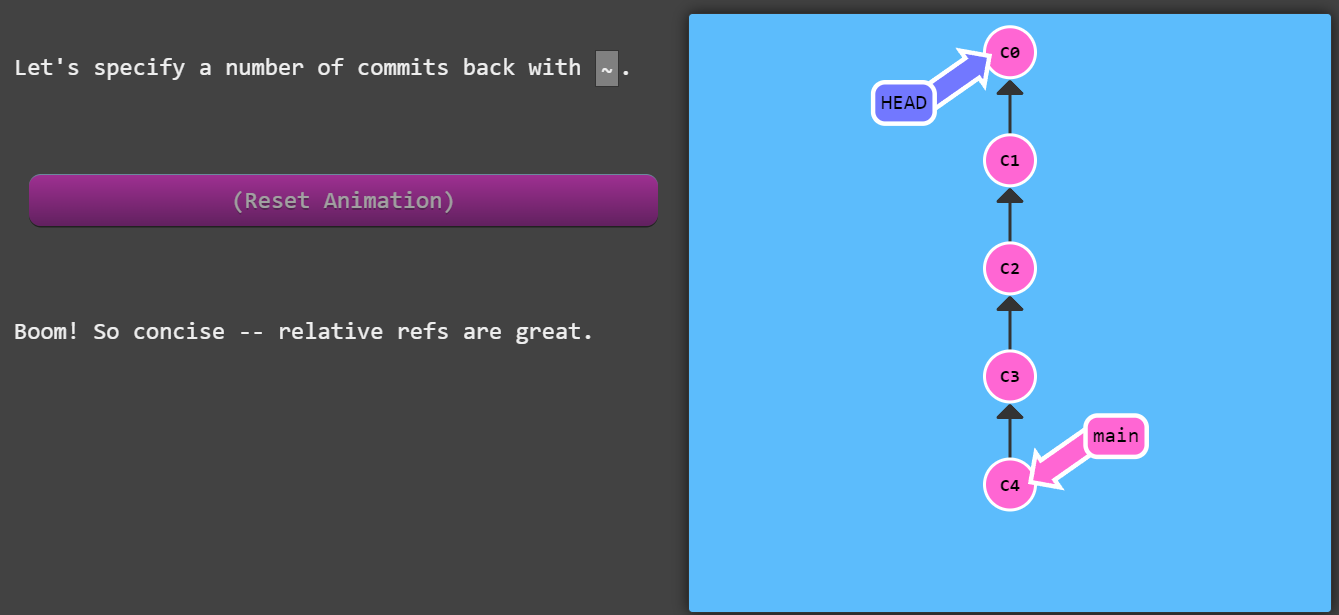 Let's specify a number of commits back with ~.
(Reset Animation)
Boom! So concise -- relative refs are great.
C0
HEAD
C1
C2
C3
main
C4